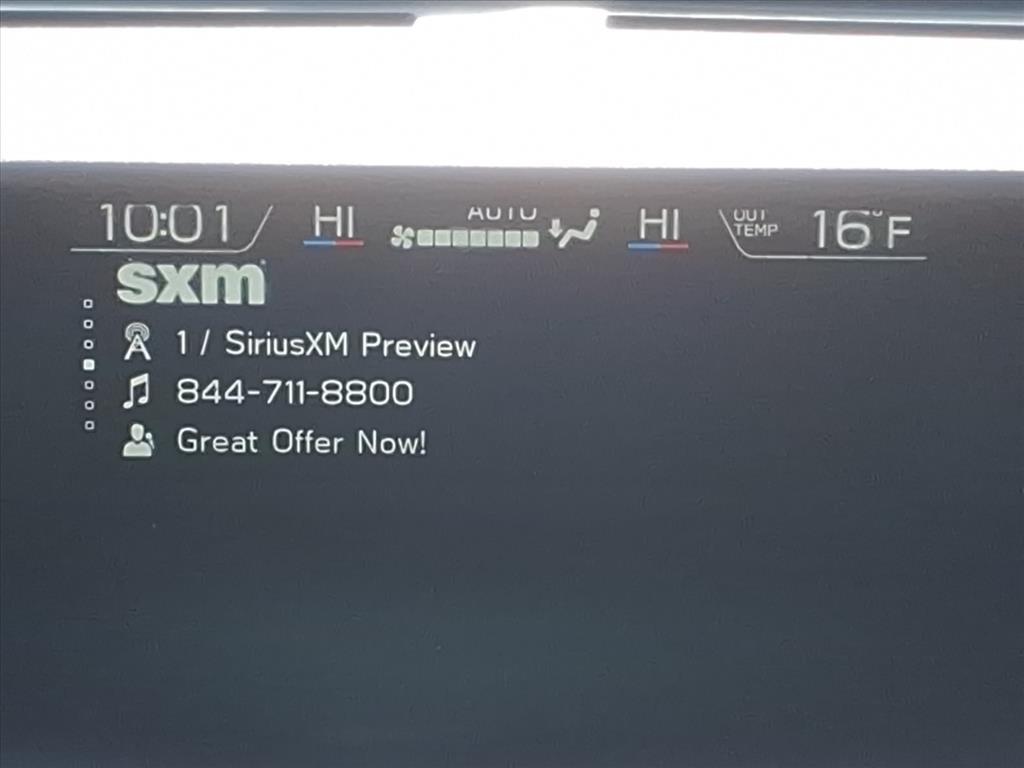 10:01 HI AUTO HI OUT TEMP 16°F
sxm
1 / SiriusXM Preview
844-711-8800
Great Offer Now!